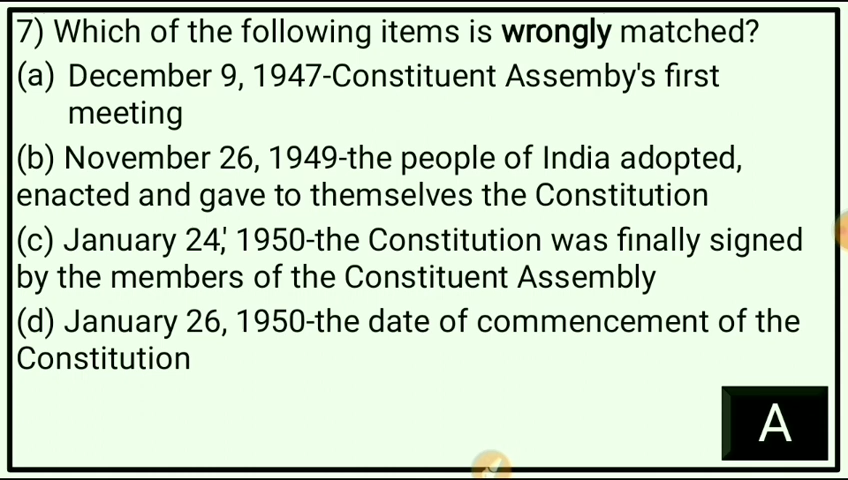 7) Which of the following items is wrongly matched?
(a) December 9, 1947-Constituent Assemby's first
meeting
(b) November 26, 1949-the people of India adopted,
enacted and gave to themselves the Constitution
(c) January 24,' 1950-the Constitution was finally signed
by the members of the Constituent Assembly
(d) January 26, 1950-the date of commencement of the
Constitution
A